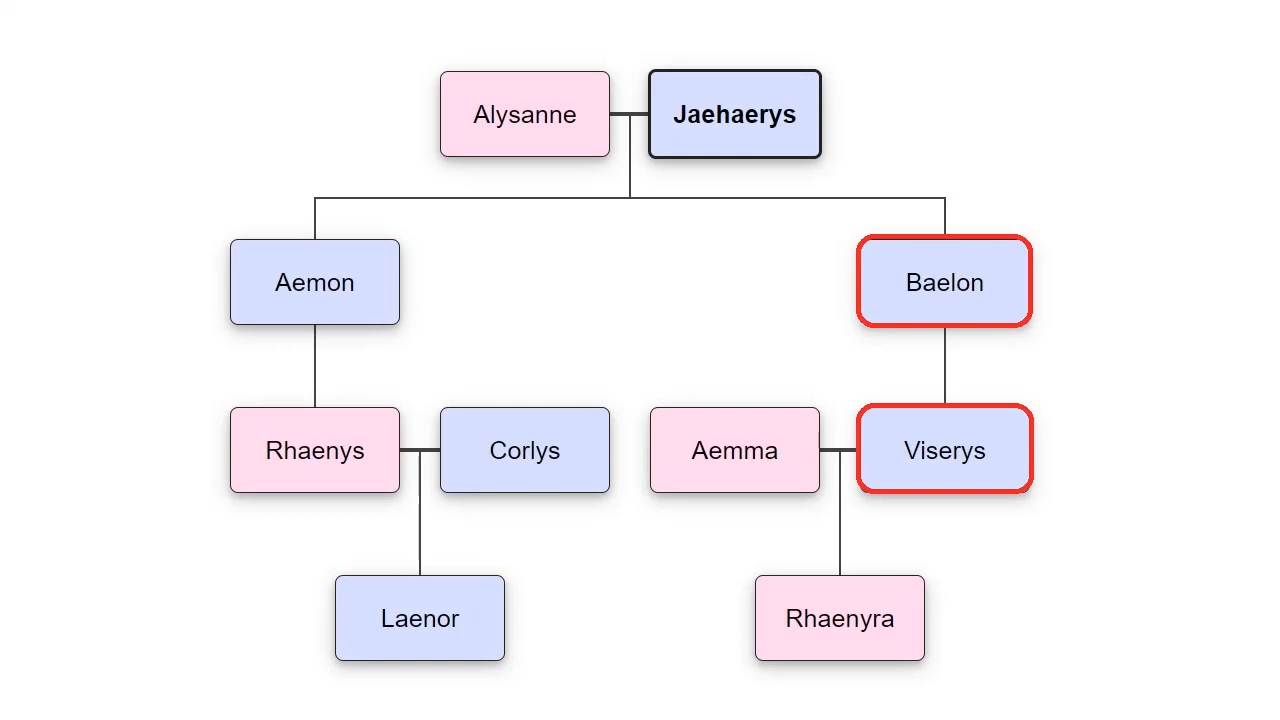 Alysanne
Jaehaerys
Aemon
Baelon
Rhaenys
Corlys
Aemma
Viserys
Laenor
Rhaenyra